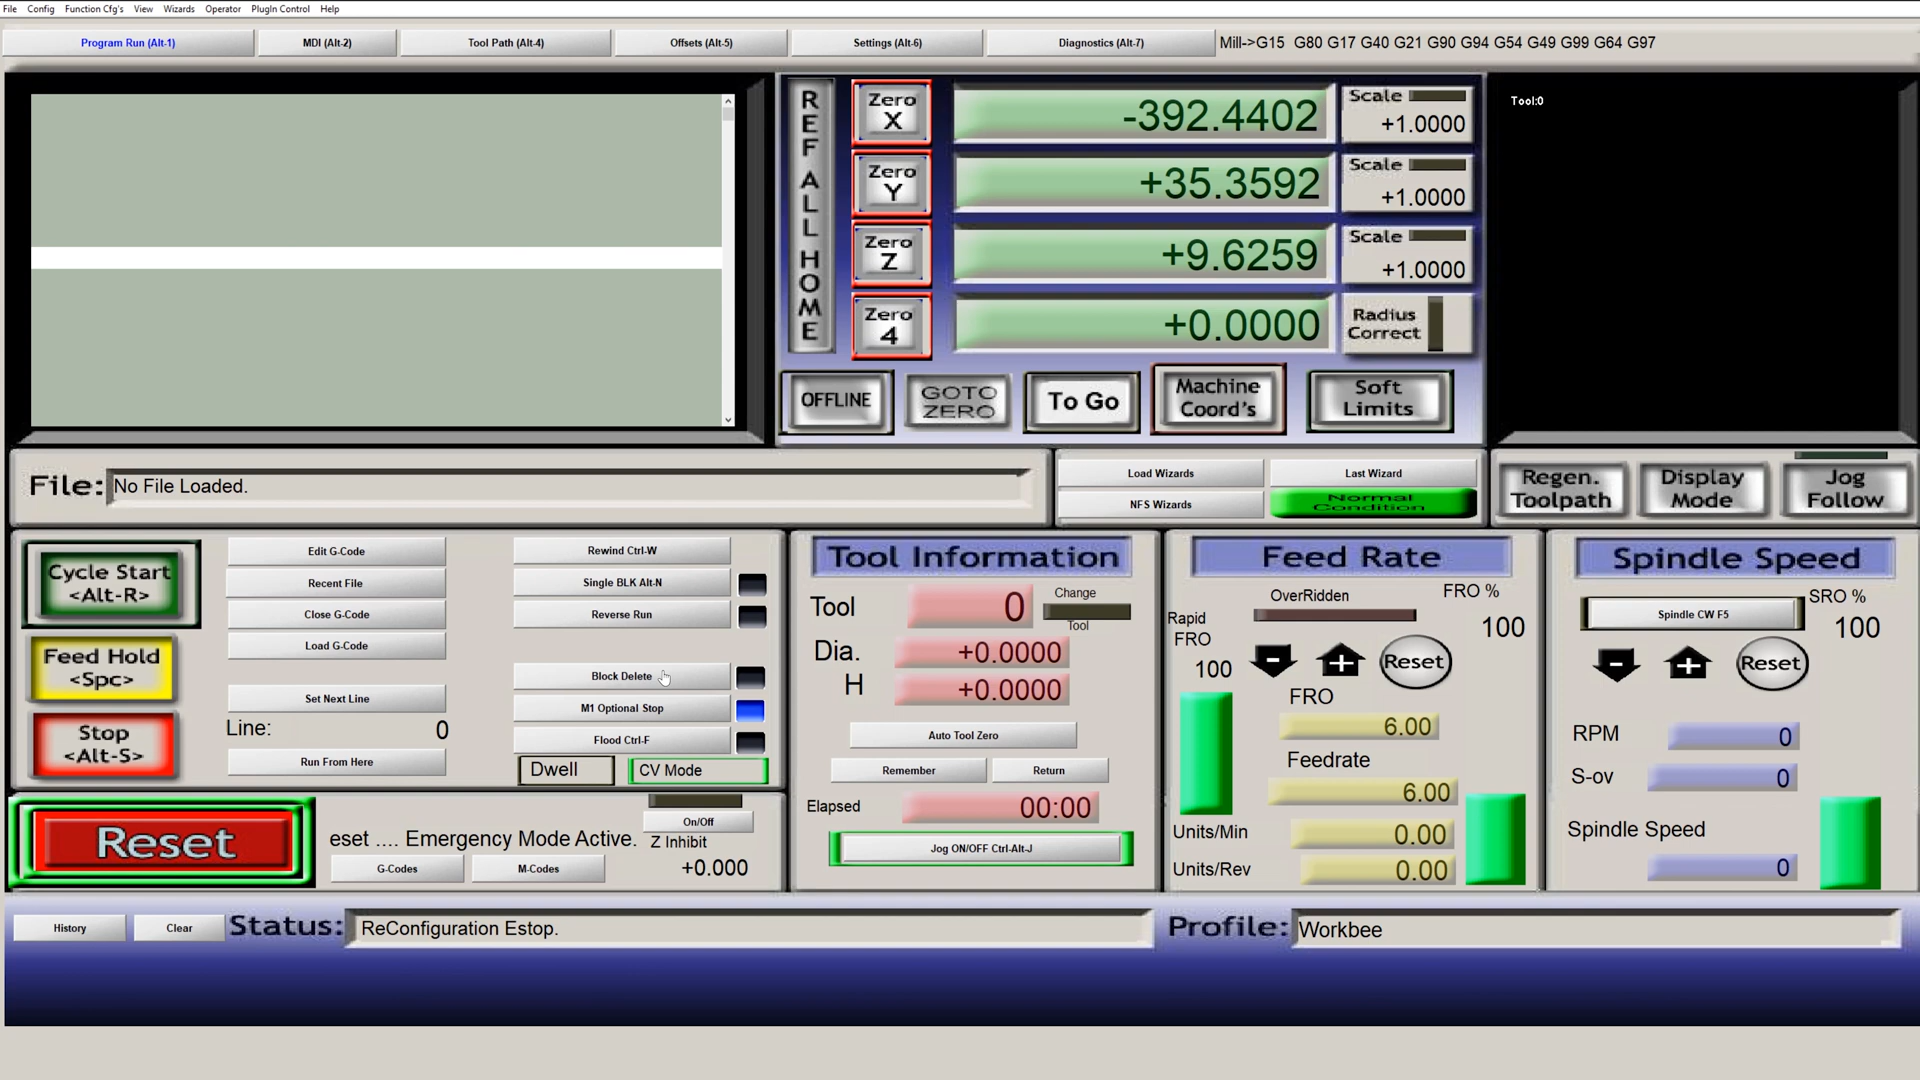 File Config Function Cfg's View Wizards Operator PlugIn Control Help
Program Run (Alt-1) MDI (Alt-2) Tool Path (Alt-4) Offsets (Alt-5) Settings (Alt-6) Diagnostics (Alt-7) Mill->G15 G80 G17 G40 G21 G90 G94 G54 G49 G99 G64 G97
REF ALL HOME
Zero X -392.4402 Scale +1.0000
Zero Y +35.3592 Scale +1.0000
Zero Z +9.6259 Scale +1.0000
Zero 4 +0.0000 Radius Correct
OFFLINE GOTO ZERO To Go Machine Coord's Soft Limits
Tool:0
File: No File Loaded.
Load Wizards Last Wizard
NFS Wizards Normal Condition
Regen. Toolpath Display Mode Jog Follow
Cycle Start <Alt-R>
Feed Hold <Spc>
Stop <Alt-S>
Edit G-Code
Recent File
Close G-Code
Load G-Code
Set Next Line
Line: 0
Run From Here
Rewind Ctrl-W
Single BLK Alt-N
Reverse Run
Block Delete
M1 Optional Stop
Flood Ctrl-F
Dwell CV Mode
Reset
eset .... Emergency Mode Active.
G-Codes M-Codes
On/Off
Z Inhibit
+0.000
Tool Information
Tool 0 Change Tool
Dia. +0.0000
H +0.0000
Auto Tool Zero
Remember Return
Elapsed 00:00
Jog ON/OFF Ctrl-Alt-J
Feed Rate
OverRidden FRO %
100
Rapid FRO
100
Reset
FRO
6.00
Feedrate
6.00
Units/Min 0.00
Units/Rev 0.00
Spindle Speed
Spindle CW F5 SRO %
100
Reset
RPM 0
S-ov 0
Spindle Speed
0
History Clear Status: ReConfiguration Estop. Profile: Workbee